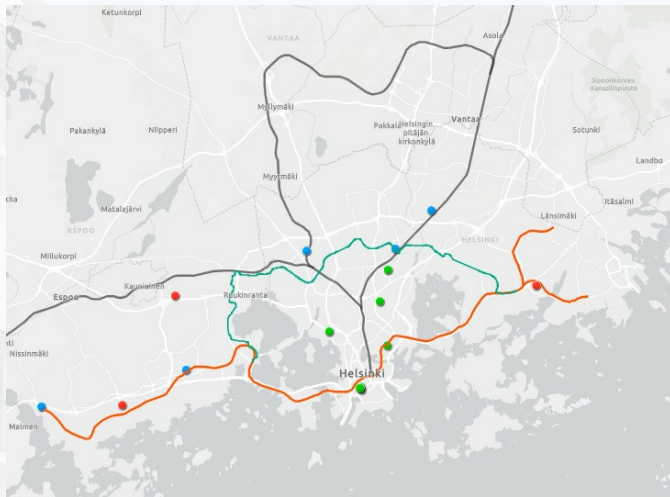 Ketunkorpi
Asola
VANTAA
Sipoonkorven
Kansallispuisto
Myllymäki
Pakkala
Helsingin
pitäjän
kirkonkylä
Vantaa
Pakankylä
Niipperi
Sotunki
Landbo
Myyrmäki
Itäsalmi
Matalajärvi
Länsimäki
ESPOO
HELSINKI
Miilukorpi
Kauniainen
Espoo
Ruukinranta
Nissinmäki
Helsinki
Malmen